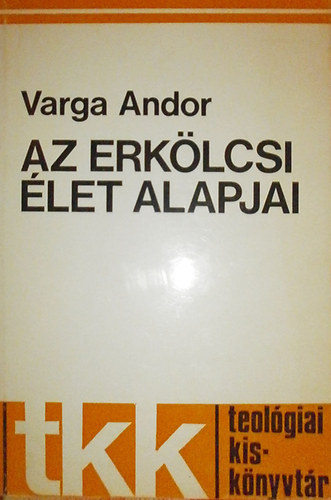 Varga Andor
AZ ERKÖLCSI
ÉLET ALAPJAI
tkk
teológiai
kis-
könyvtár